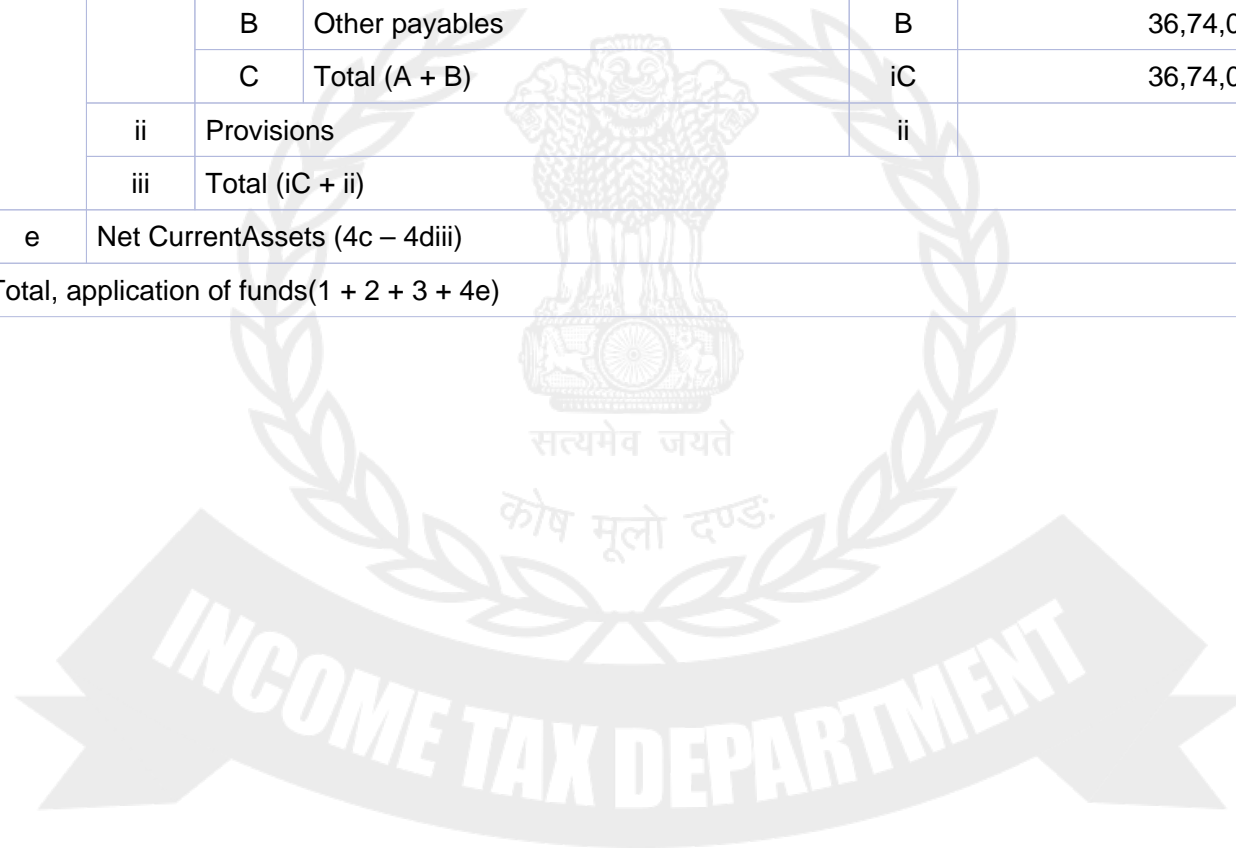 B Other payables B 36,74,0
C Total (A + B) iC 36,74,0
ii Provisions ii
iii Total (iC + ii)
e Net CurrentAssets (4c – 4diii)
Total, application of funds(1 + 2 + 3 + 4e)
सत्यमेव जयते
कोष मूलो दण्डः
INCOME TAX DEPARTMENT